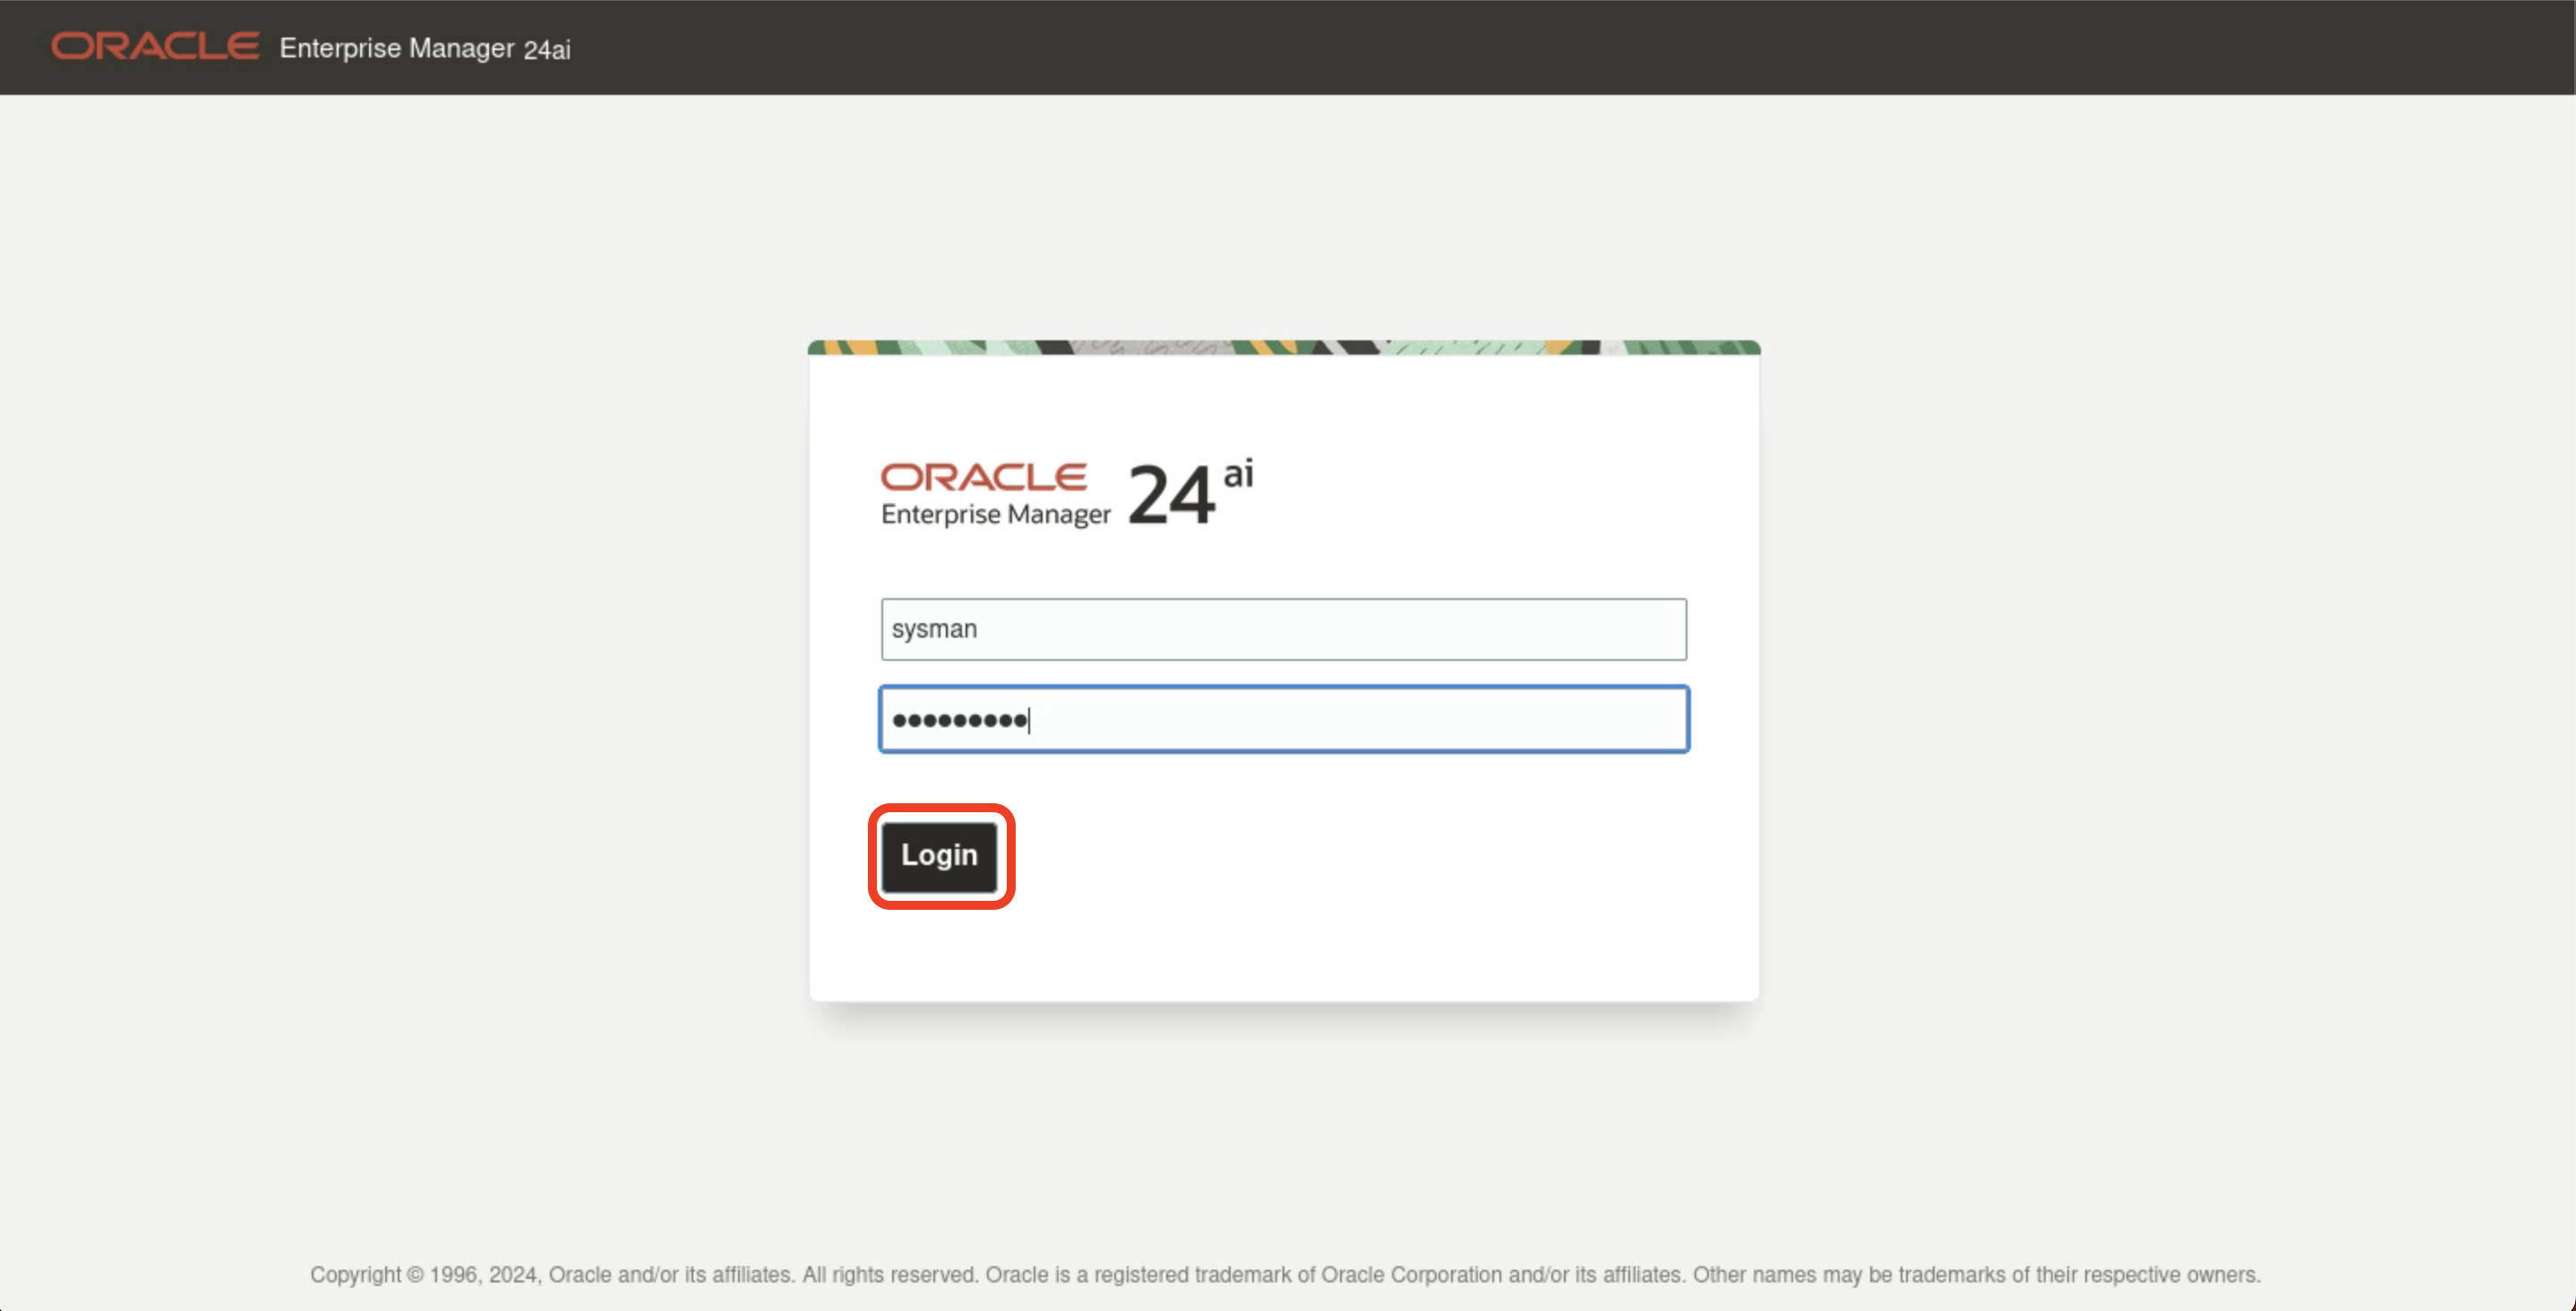 ORACLE Enterprise Manager 24ai
ORACLE
Enterprise Manager 24 ai
sysman
●●●●●●●●●
Login
Copyright © 1996, 2024, Oracle and/or its affiliates. All rights reserved. Oracle is a registered trademark of Oracle Corporation and/or its affiliates. Other names may be trademarks of their respective owners.